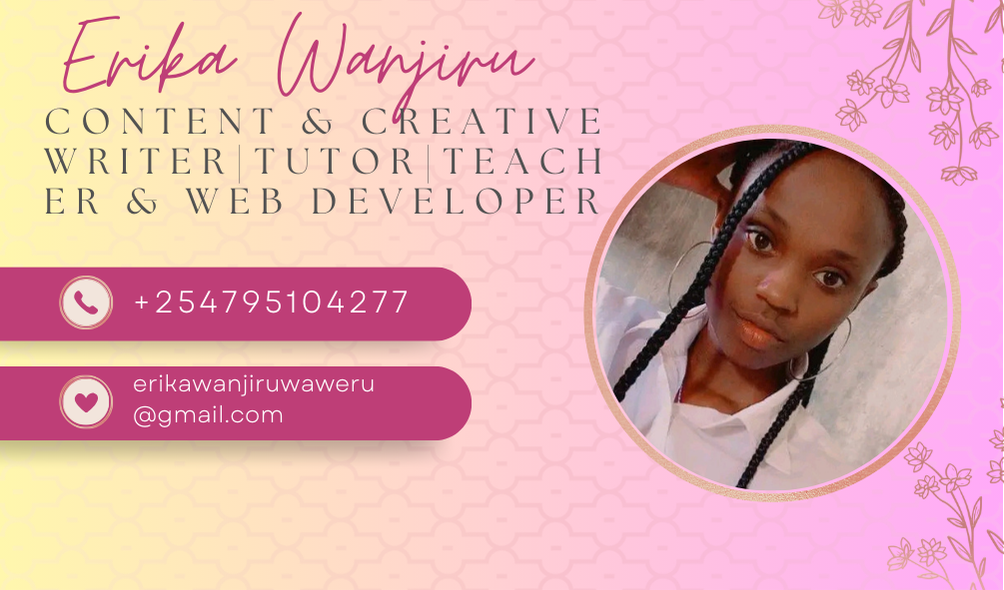 Erika Wanjiru
CONTENT & CREATIVE
WRITER|TUTOR|TEACH
ER & WEB DEVELOPER
+254795104277
erikawanjiruwaweru
@gmail.com